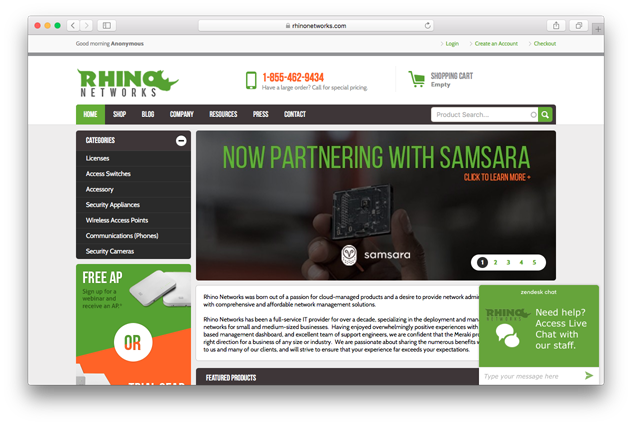 rhinonetworks.com
Good morning Anonymous
Login
Create an Account
Checkout
RHINO
NETWORKS
1-855-462-9434
Have a large order? Call for special pricing.
SHOPPING CART
Empty
HOME
SHOP
BLOG
COMPANY
RESOURCES
PRESS
CONTACT
Product Search...
CATEGORIES
Licenses
Access Switches
Accessory
Security Appliances
Wireless Access Points
Communications (Phones)
Security Cameras
NOW PARTNERING WITH SAMSARA
CLICK TO LEARN MORE +
samsara
1 2 3 4 5
FREE AP
Sign up for a
webinar and
receive an AP.*
OR
TRIAL GEAR
Rhino Networks was born out of a passion for cloud-managed products and a desire to provide network
with comprehensive and affordable network management solutions.
Rhino Networks has been a full-service IT provider for over a decade, specializing in the deployment and
networks for small and medium-sized businesses. Having enjoyed overwhelmingly positive experiences with
based management dashboard, and excellent team of support engineers, we are confident that the Meraki
right direction for a business of any size or industry. We are passionate about sharing the numerous benefits
to us and many of our clients, and will strive to ensure that your experience far exceeds your expectations.
FEATURED PRODUCTS
zendesk chat
RHINO
NETWORKS
Need help?
Access Live
Chat with
our staff.
Type your message here